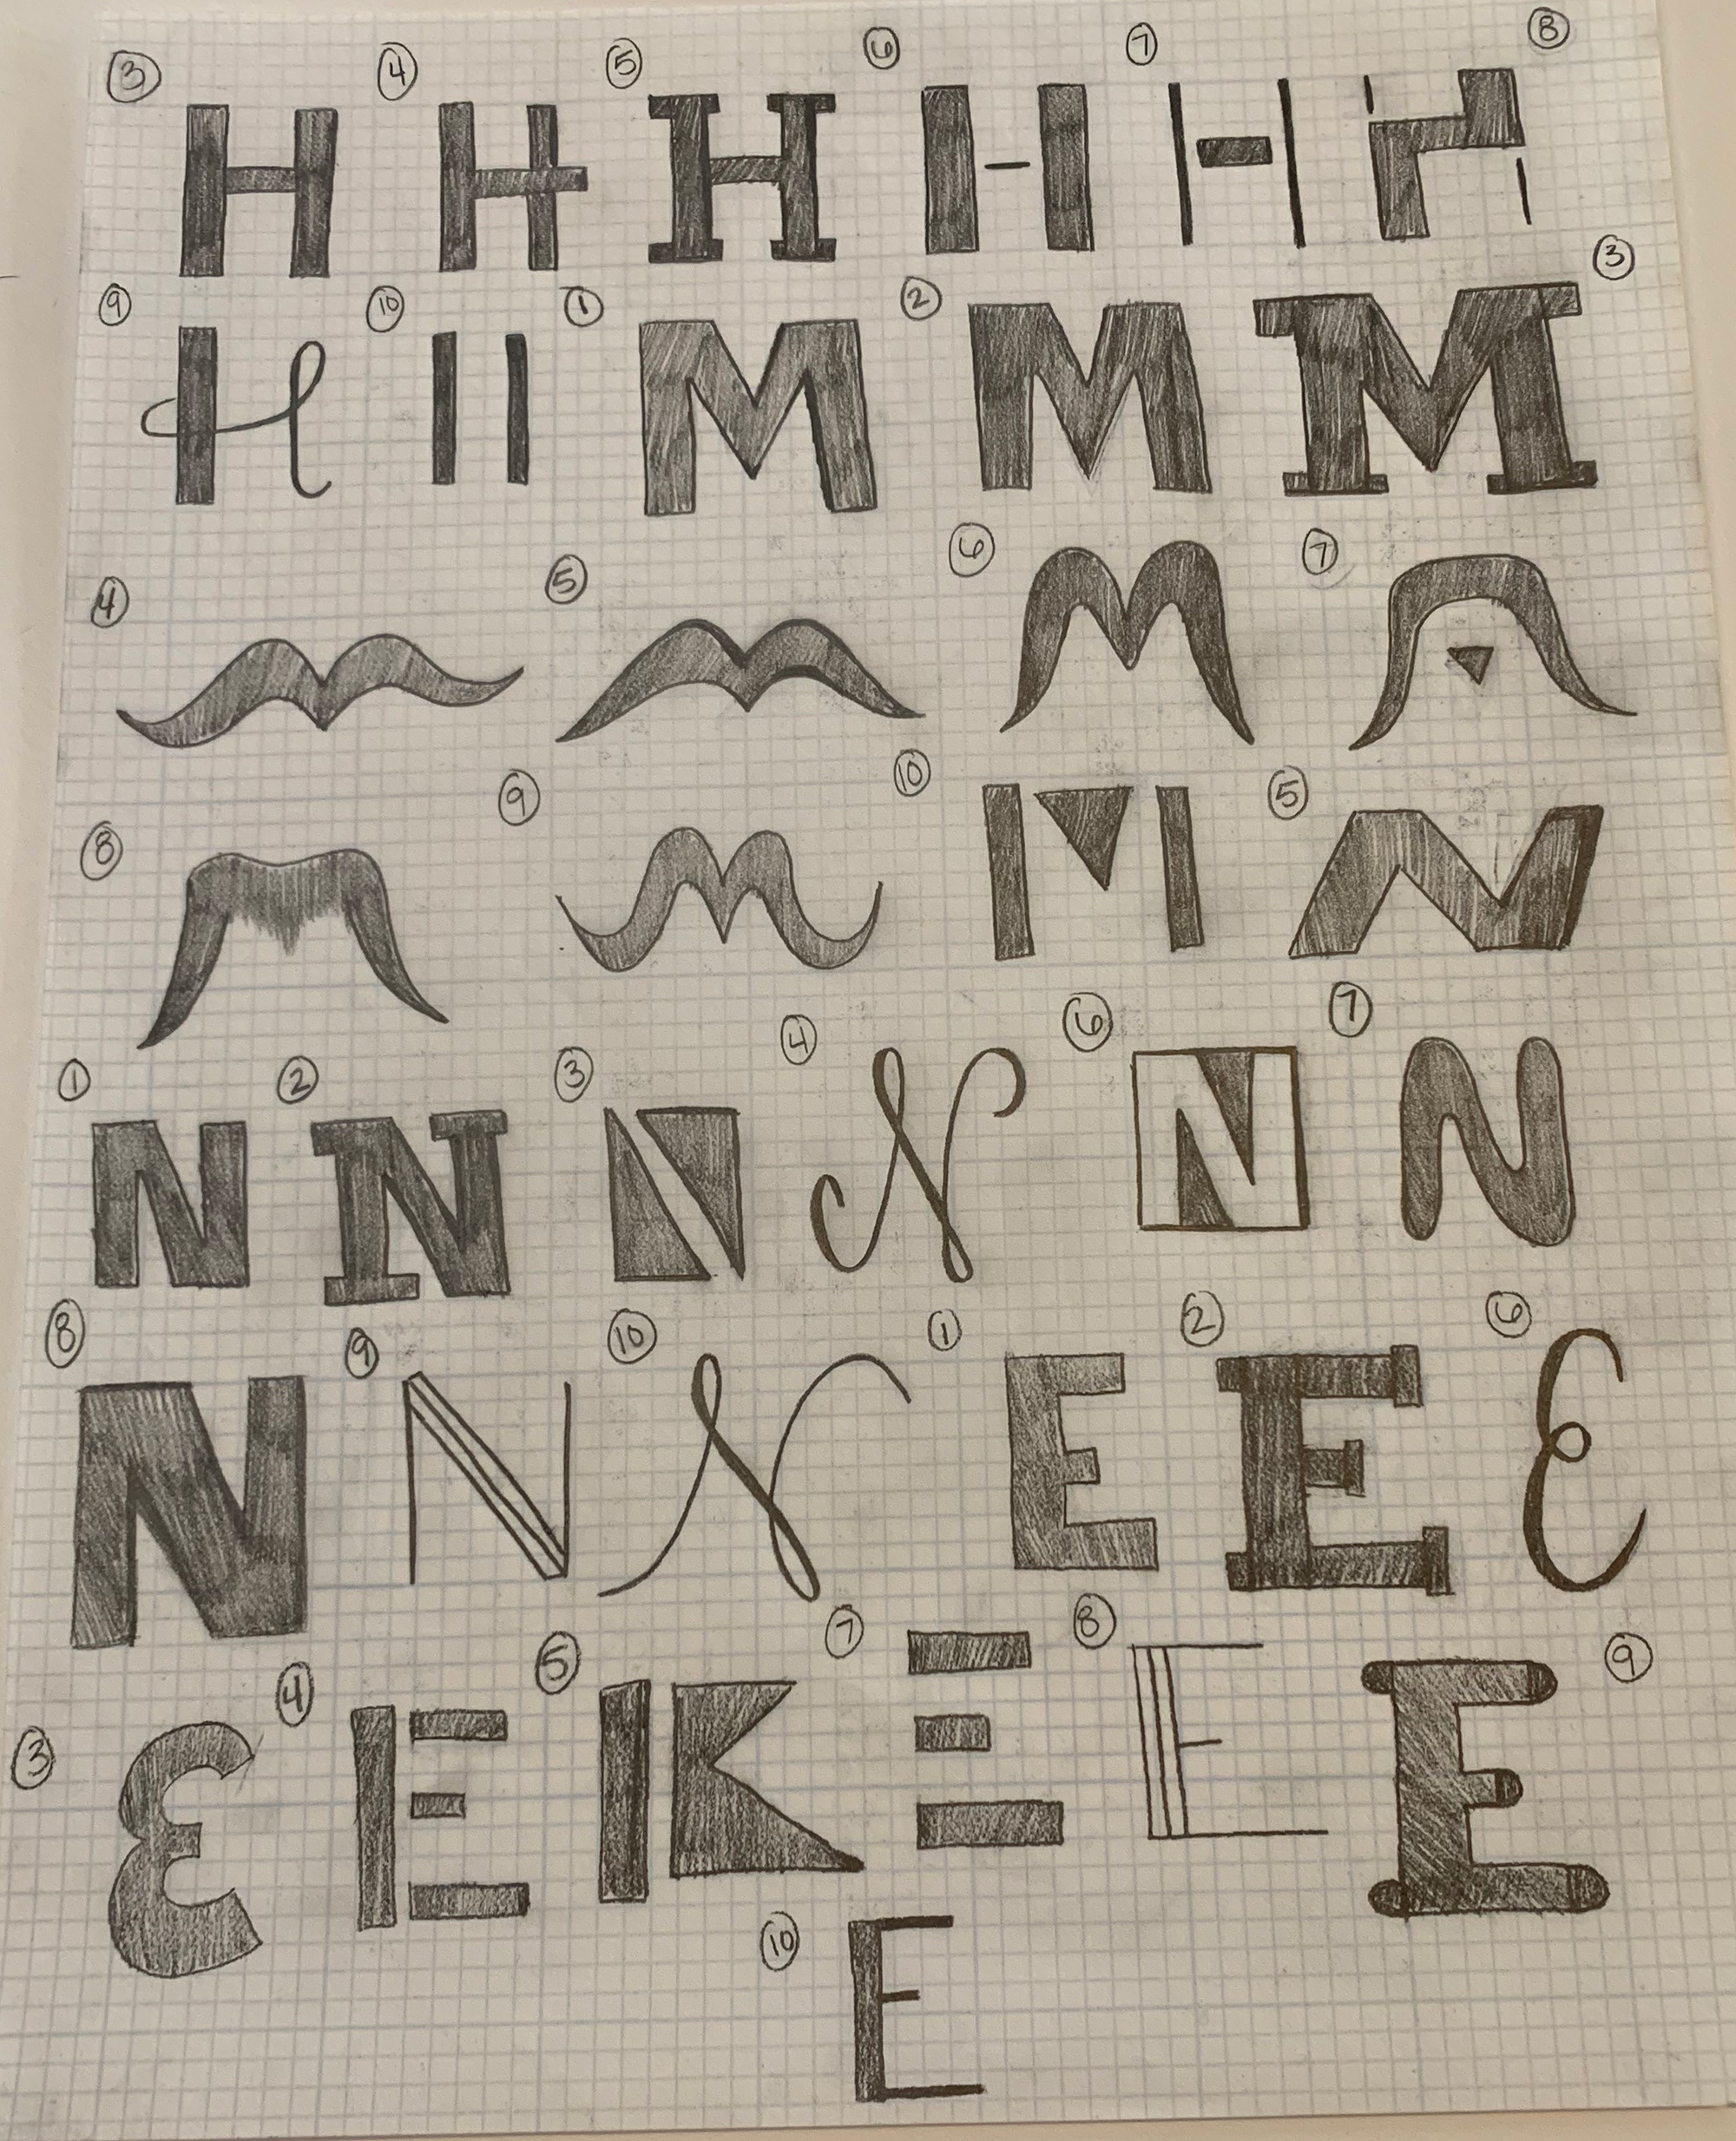 3 H 4 H 5 H 6 H 7 H 8 H
9 H 10 H 1 M 2 M 3 M
4 M 5 M 6 M 7 M
8 M 9 M 10 M 5 N
1 N 2 N 3 N 4 N 6 N 7 N
8 N 9 N 10 N 1 E 2 E 6 E
3 E 4 E 5 E 7 E 8 E 9 E
10 E